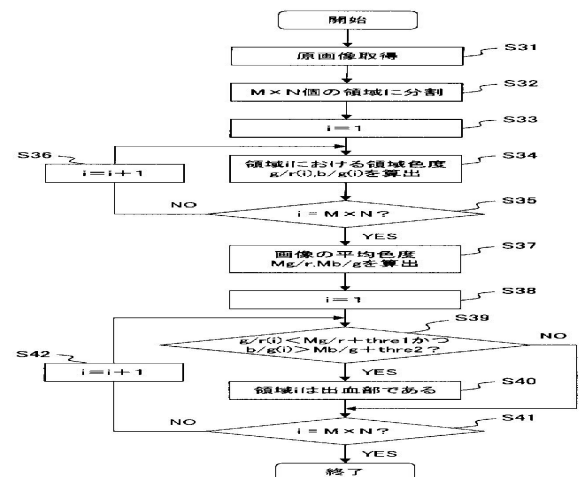 開始
原画像取得
S31
M×N個の領域に分割
S32
i=1
S33
領域iにおける領域色度
g/r(i),b/g(i)を算出
S34
S36
i=i+1
NO
i=M×N?
S35
YES
画像の平均色度
Mg/r,Mb/gを算出
S37
i=1
S38
g/r(i)<Mg/r+thre1かつ
b/g(i)>Mb/g+thre2?
S39
NO
S42
i=i+1
YES
領域iは出血部である
S40
NO
i=M×N?
S41
YES
終了